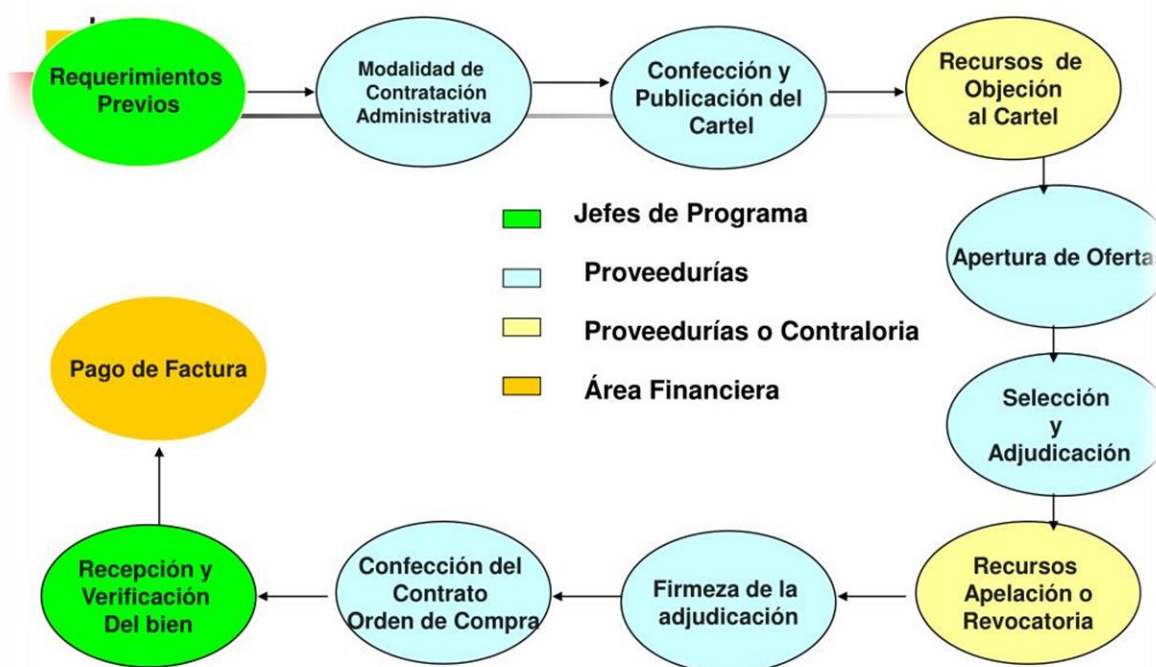 Requerimientos
Previos
Modalidad de
Contratación
Administrativa
Confección y
Publicación del
Cartel
Recursos de
Objeción
al Cartel
Jefes de Programa
Proveedurías
Proveedurías o Contraloria
Área Financiera
Apertura de Oferta
Selección
y
Adjudicación
Recursos
Apelación o
Revocatoria
Firmeza de la
adjudicación
Confección del
Contrato
Orden de Compra
Recepción y
Verificación
Del bien
Pago de Factura